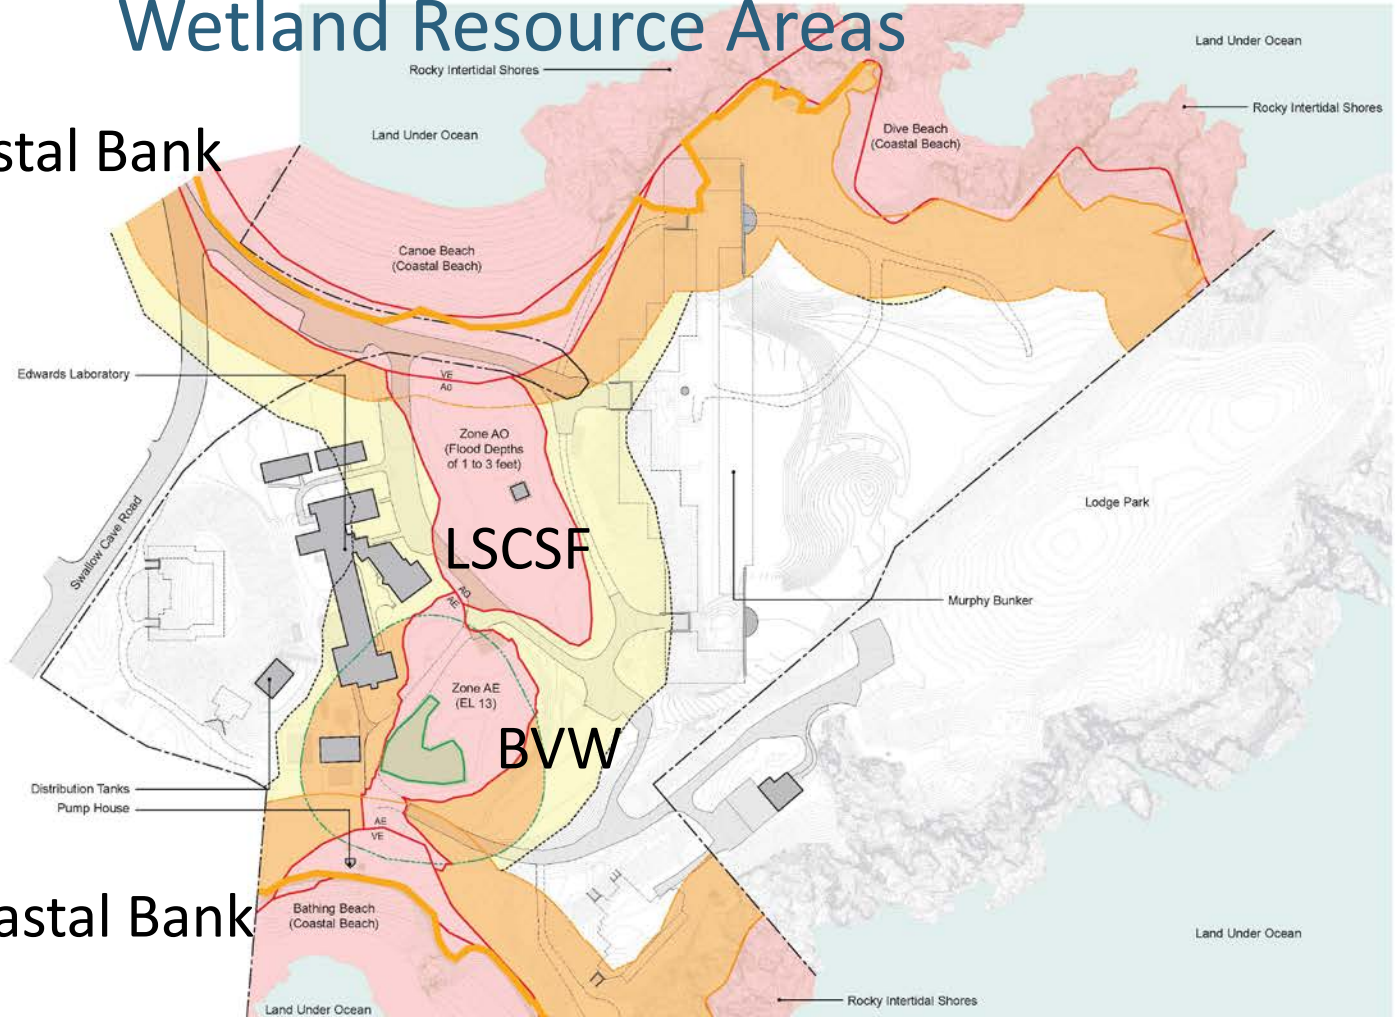 Wetland Resource Areas
Land Under Ocean
Rocky Intertidal Shores
Rocky Intertidal Shores
Land Under Ocean
Dive Beach
(Coastal Beach)
stal Bank
Canoe Beach
(Coastal Beach)
Edwards Laboratory
VE
AO
Zone AO
(Flood Depths
of 1 to 3 feet)
Lodge Park
Swallow Cave Road
LSCSF
AO
AE
Murphy Bunker
Zone AE
(EL 13)
BVW
Distribution Tanks
Pump House
AE
VE
astal Bank
Bathing Beach
(Coastal Beach)
Land Under Ocean
Rocky Intertidal Shores
Land Under Ocean